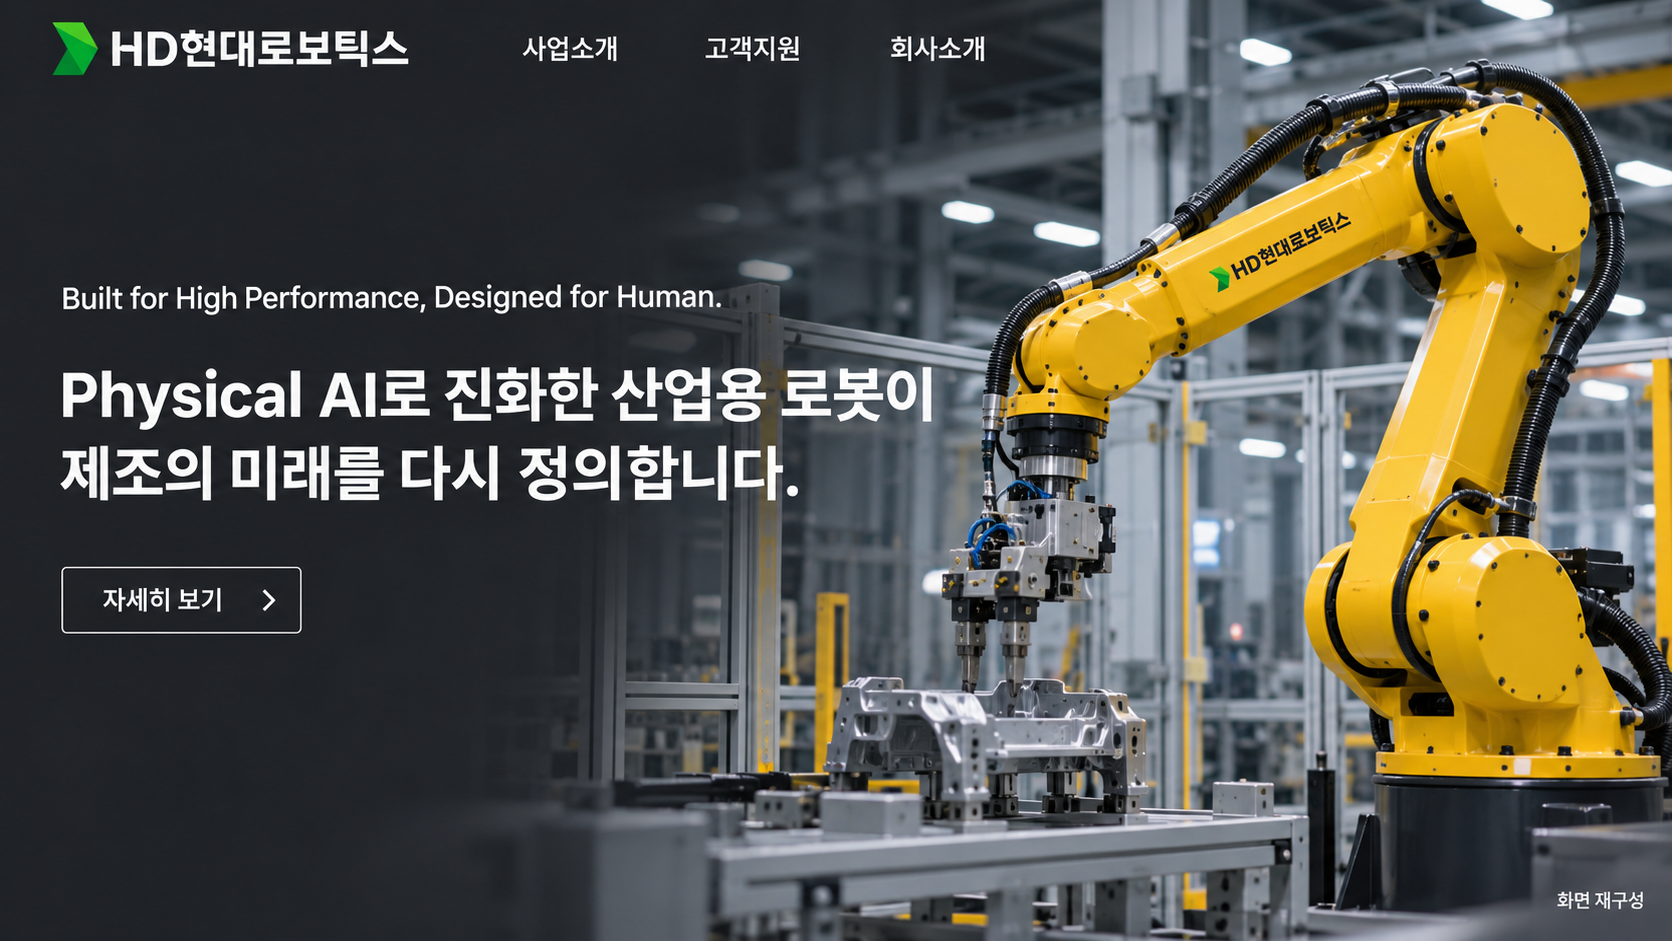 HD현대로보틱스
사업소개
고객지원
회사소개
HD현대로보틱스
Built for High Performance, Designed for Human.
Physical AI로 진화한 산업용 로봇이
제조의 미래를 다시 정의합니다.
자세히 보기
화면 재구성